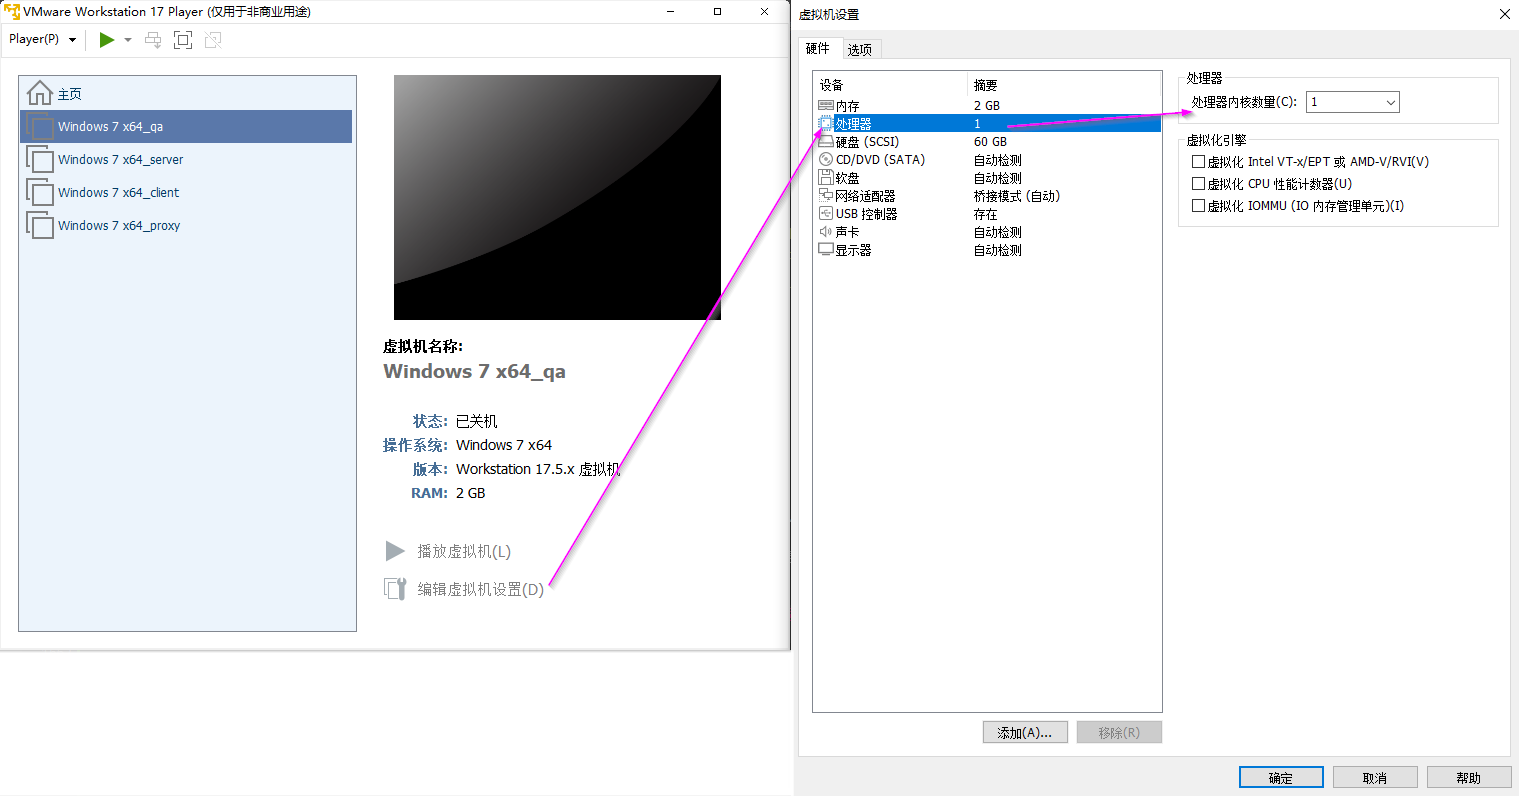 VMware Workstation 17 Player (仅用于非商业用途)
Player(P)
主页
Windows 7 x64_qa
Windows 7 x64_server
Windows 7 x64_client
Windows 7 x64_proxy
虚拟机名称:
Windows 7 x64_qa
状态: 已关机
操作系统: Windows 7 x64
版本: Workstation 17.5.x 虚拟机
RAM: 2 GB
播放虚拟机(L)
编辑虚拟机设置(D)
虚拟机设置
硬件 选项
设备 摘要
内存 2 GB
处理器 1
硬盘 (SCSI) 60 GB
CD/DVD (SATA) 自动检测
软盘 自动检测
网络适配器 桥接模式 (自动)
USB 控制器 存在
声卡 自动检测
显示器 自动检测
添加(A)... 移除(R)
处理器
处理器内核数量(C): 1
虚拟化引擎
虚拟化 Intel VT-x/EPT 或 AMD-V/RVI(V)
虚拟化 CPU 性能计数器(U)
虚拟化 IOMMU (IO 内存管理单元)(I)
确定 取消 帮助